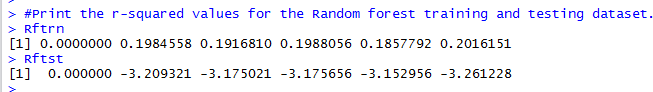 >
> #Print the r-squared values for the Random forest training and testing dataset.
> Rftrn
[1] 0.0000000 0.1984558 0.1916810 0.1988056 0.1857792 0.2016151
> Rftst
[1]  0.000000 -3.209321 -3.175021 -3.175656 -3.152956 -3.261228
>